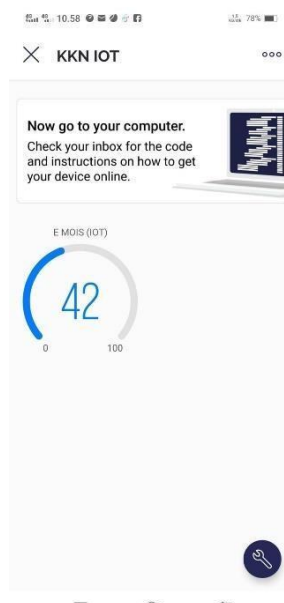 10.58
78%
KKN IOT
Now go to your computer.
Check your inbox for the code
and instructions on how to get
your device online.
E MOIS (IOT)
42
0 100